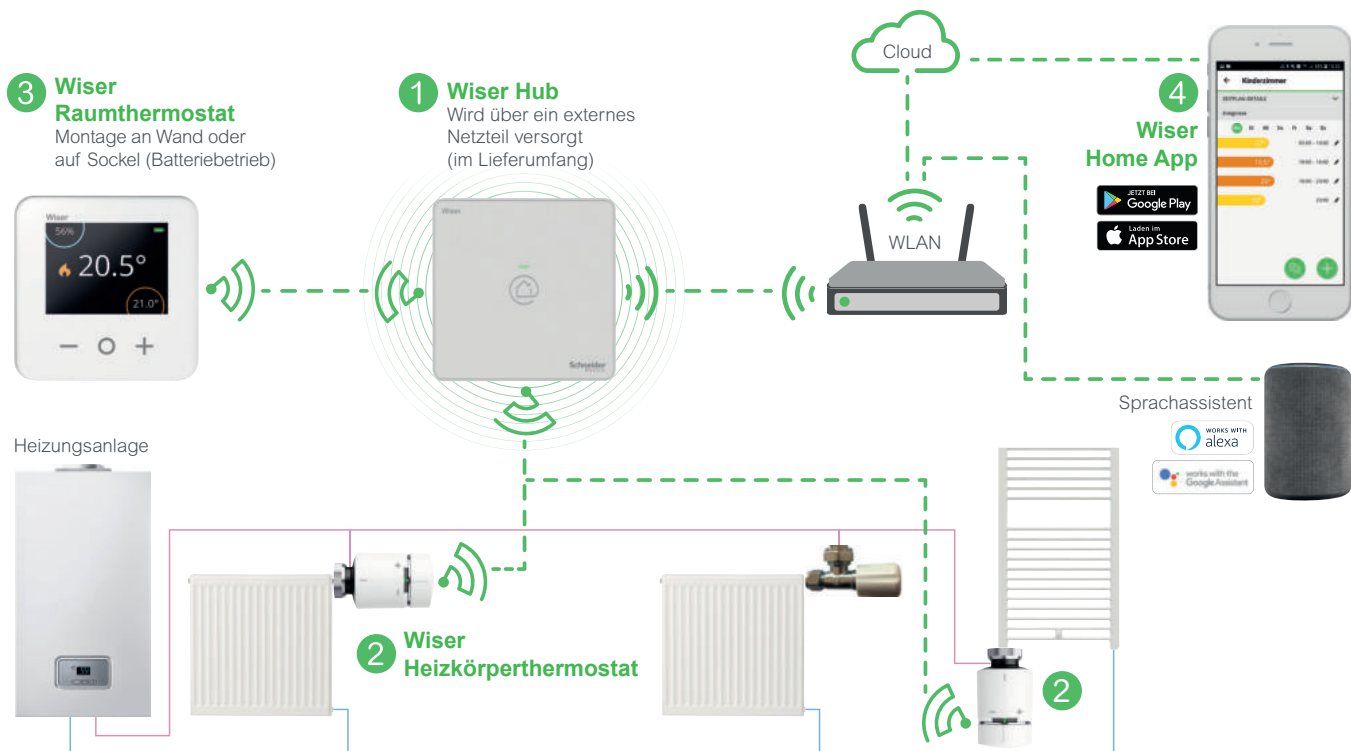 3
Wiser
Raumthermostat
Montage an Wand oder
auf Sockel (Batteriebetrieb)
Wiser
56%
20.5°
21.0°
1
Wiser Hub
Wird über ein externes
Netzteil versorgt
(im Lieferumfang)
Wiser
Schneider
Cloud
WLAN
4
Wiser
Home App
JETZT BEI
Google Play
Laden im
App Store
Kinderzimmer
ZEITPLAN-DETAILS
Sprachassistent
WORKS WITH
alexa
works with the
Google Assistant
Heizungsanlage
2
Wiser
Heizkörperthermostat
2